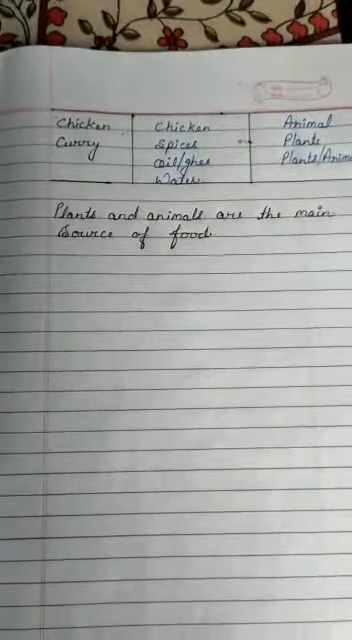 Chicken Chicken Animal
Curry Spices Plants
Oil/ghee Plants/Anima
Water
Plants and animals are the main
source of food.